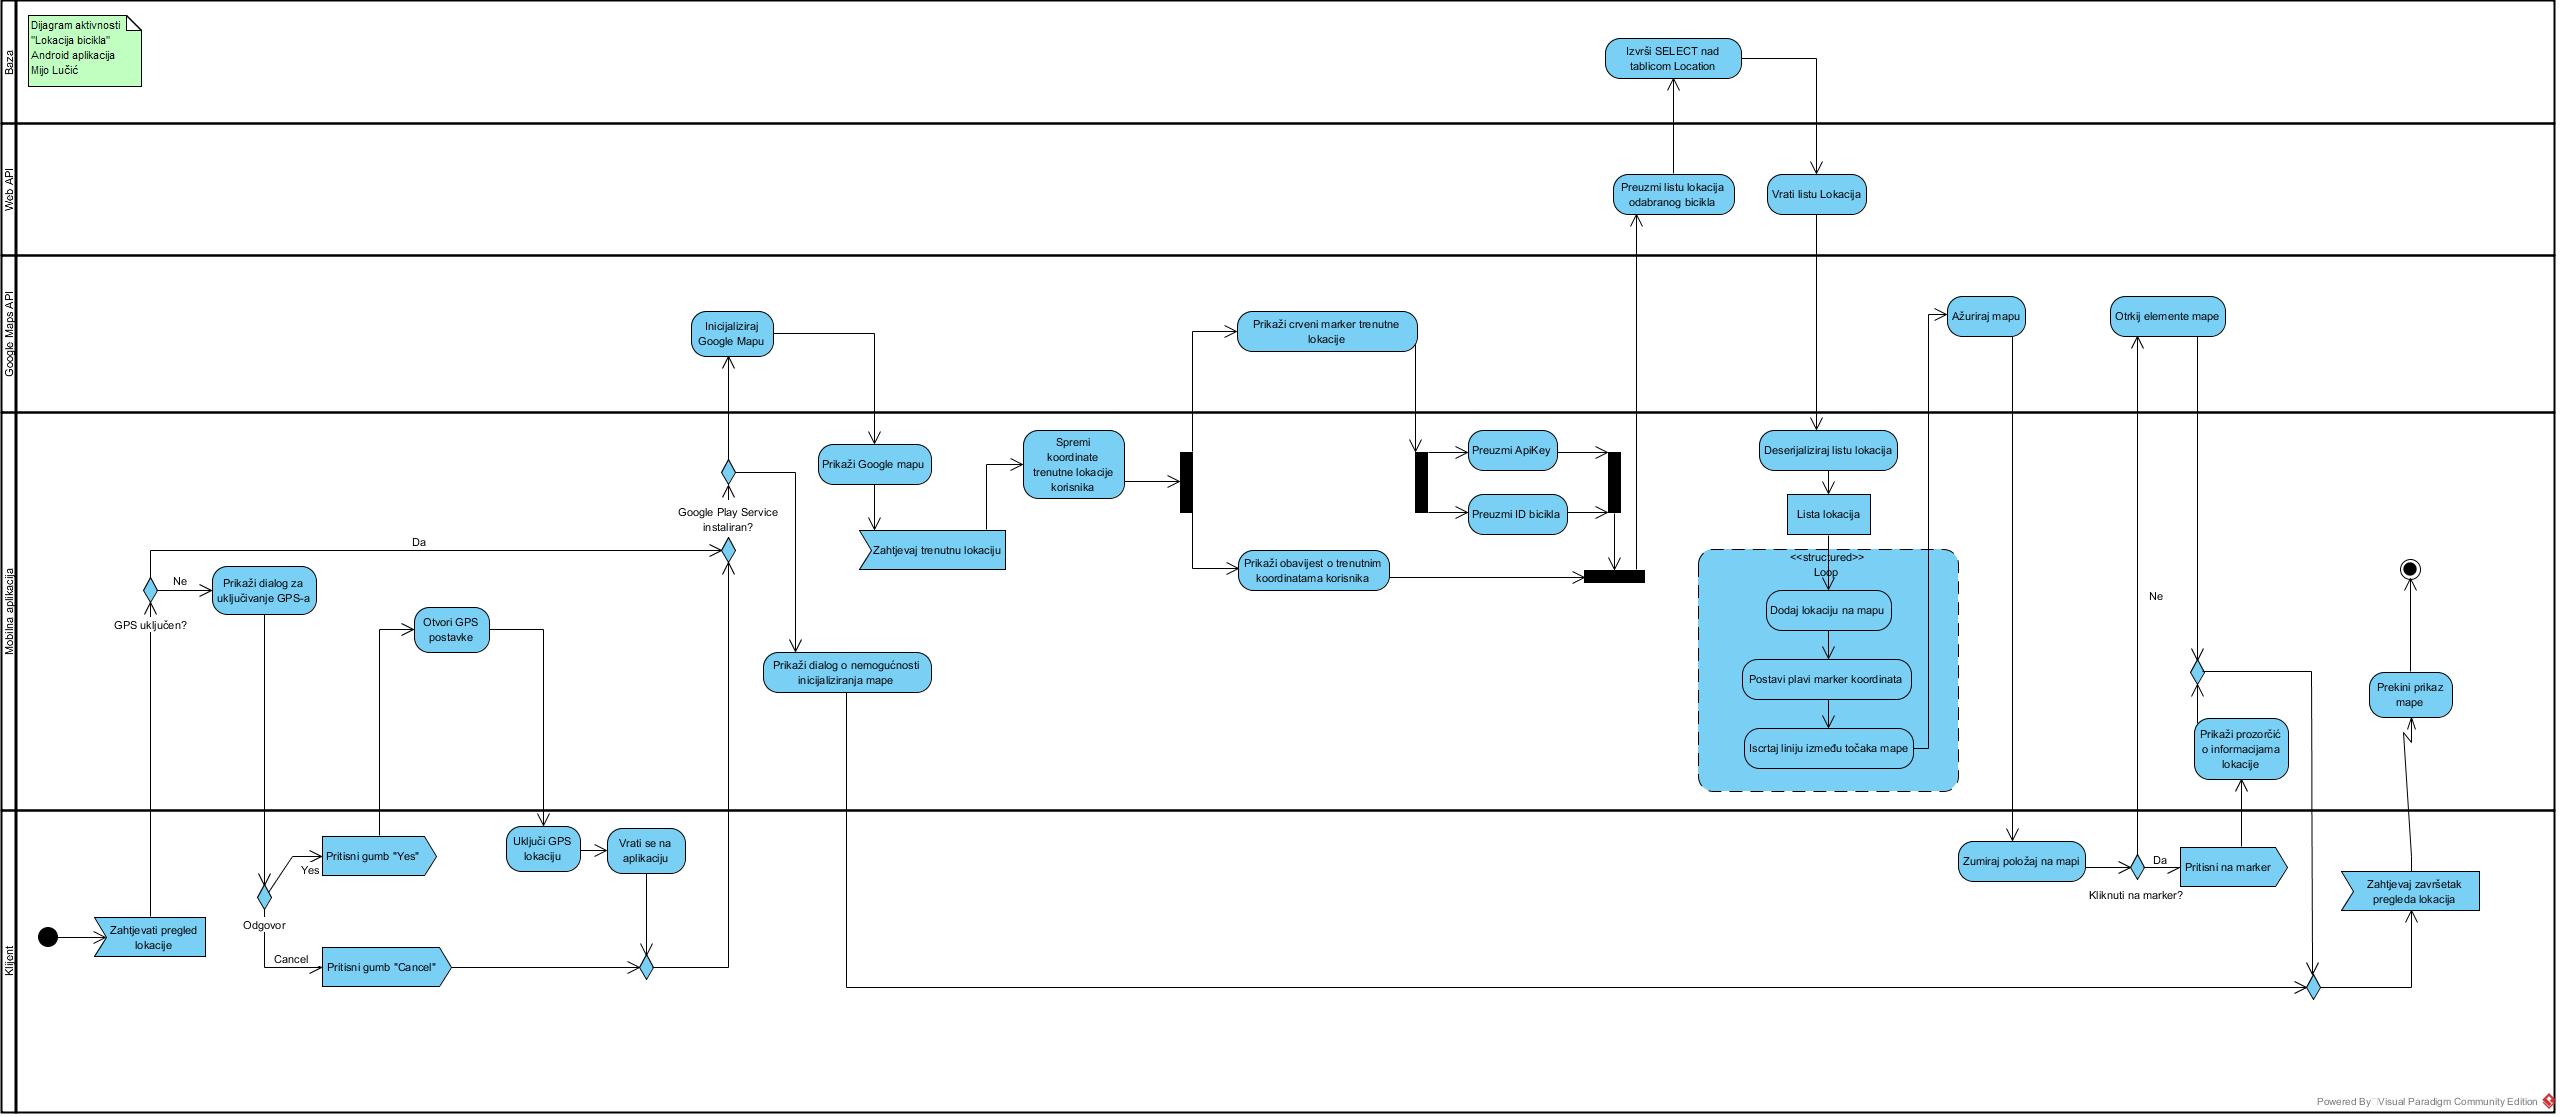 Dijagram aktivnosti
"Lokacija bicikla"
Android aplikacija
Mijo Lučić
Baza
Izvrši SELECT nad
tablicom Location
Web API
Preuzmi listu lokacija
odabranog bicikla
Vrati listu Lokacija
Google Maps API
Inicijaliziraj
Google Mapu
Prikaži crveni marker trenutne
lokacije
Ažuriraj mapu
Otrkij elemente mape
Mobilna aplikacija
Da
Ne
GPS uključen?
Prikaži dialog za
uključivanje GPS-a
Otvori GPS
postavke
Google Play Service
instaliran?
Prikaži dialog o nemogućnosti
inicijaliziranja mape
Prikaži Google mapu
Zahtjevaj trenutnu lokaciju
Spremi
koordinate
trenutne lokacije
korisnika
Prikaži obavijest o trenutnim
koordinatama korisnika
Preuzmi ApiKey
Preuzmi ID bicikla
Deserijaliziraj listu lokacija
Lista lokacija
<<structured>>
Loop
Dodaj lokaciju na mapu
Postavi plavi marker koordinata
Iscrtaj liniju između točaka mape
Ne
Prikaži prozorčić
o informacijama
lokacije
Prekini prikaz
mape
Klijent
Zahtjevati pregled
lokacije
Odgovor
Yes
Pritisni gumb "Yes"
Cancel
Pritisni gumb "Cancel"
Uključi GPS
lokaciju
Vrati se na
aplikaciju
Zumiraj položaj na mapi
Da
Kliknuti na marker?
Pritisni na marker
Zahtjevaj završetak
pregleda lokacija
Powered By Visual Paradigm Community Edition